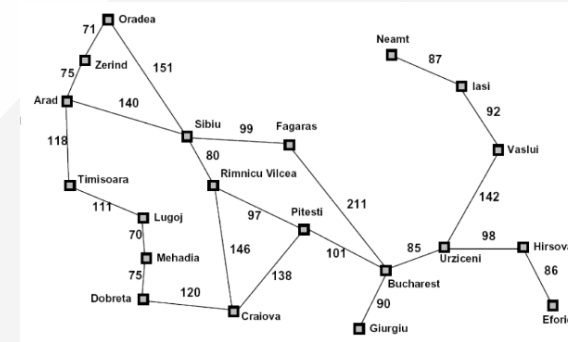 Oradea
71
Neamt
87
Zerind
151
75
Iasi
Arad
140
92
Sibiu
99
Fagaras
118
80
Vaslui
Timisoara
Rimnicu Vilcea
111
97
211
142
Lugoj
Pitesti
70
98
Hirsova
146
101
85
Mehadia
138
Urziceni
75
86
Bucharest
120
90
Dobreta
Craiova
Eforie
Giurgiu